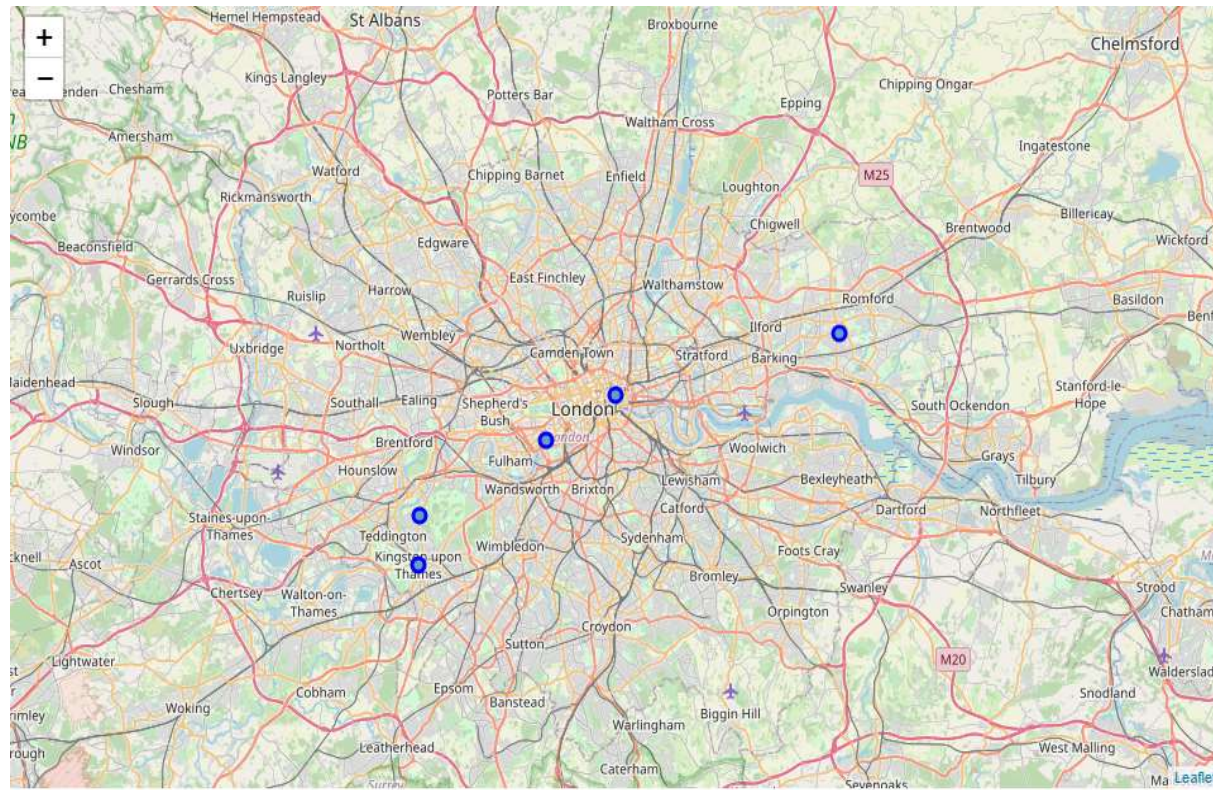 Hemel Hempstead
St Albans
Broxbourne
Chelmsford
+
−
Kings Langley
Chesham
Potters Bar
Epping
Chipping Ongar
Waltham Cross
Amersham
Ingatestone
Watford
Chipping Barnet
Enfield
M25
Loughton
Rickmansworth
Billericay
Chigwell
Brentwood
Beaconsfield
Edgware
Wickford
Gerrards Cross
East Finchley
Walthamstow
Ruislip
Harrow
Romford
Basildon
Wembley
Ilford
Uxbridge
Northolt
Camden Town
Stratford
Barking
Slough
Southall
Ealing
Shepherd's
Bush
London
South Ockendon
Stanford-le-
Hope
Windsor
Brentford
Woolwich
Grays
Hounslow
Fulham
Wandsworth
Brixton
Lewisham
Bexleyheath
Tilbury
Staines-upon-
Thames
Catford
Dartford
Northfleet
Teddington
Wimbledon
Sydenham
Foots Cray
Kingston upon
Thames
Ascot
Chertsey
Walton-on-
Thames
Bromley
Swanley
Strood
Orpington
Chatham
Croydon
Sutton
Lightwater
M20
Cobham
Epsom
Banstead
Woking
Biggin Hill
Snodland
Warlingham
Leatherhead
West Malling
Caterham
Sevenoaks